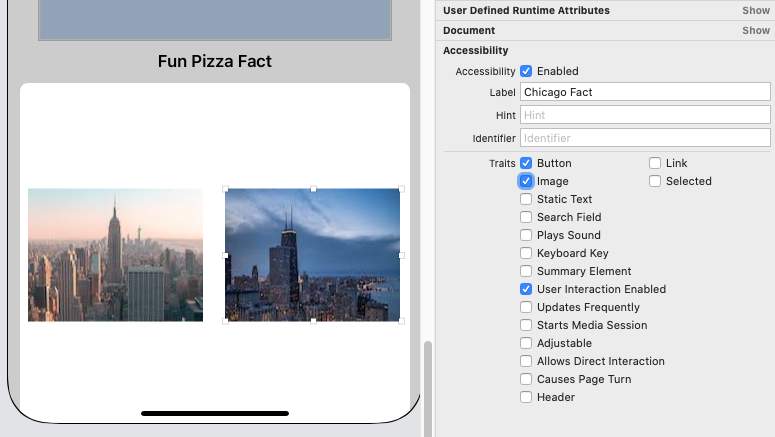 User Defined Runtime Attributes Show
Document Show
Accessibility
Fun Pizza Fact
Accessibility Enabled
Label Chicago Fact
Hint Hint
Identifier Identifier
Traits Button Link
Image Selected
Static Text
Search Field
Plays Sound
Keyboard Key
Summary Element
User Interaction Enabled
Updates Frequently
Starts Media Session
Adjustable
Allows Direct Interaction
Causes Page Turn
Header